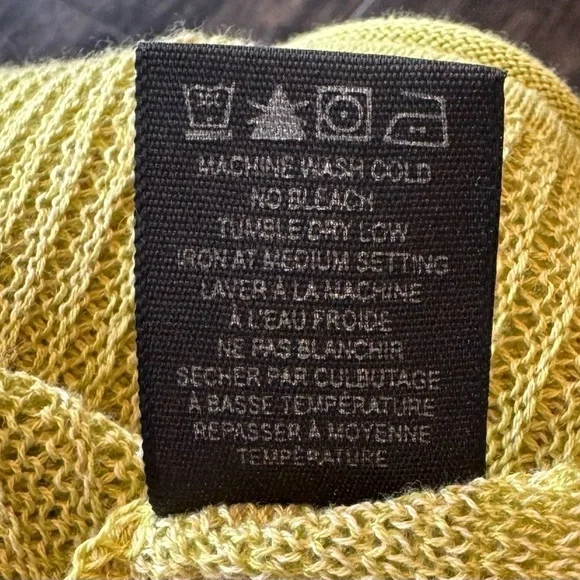 MACHINE WASH COLD
NO BLEACH
TUMBLE DRY LOW
IRON AT MEDIUM SETTING
LAVER À LA MACHINE
À L'EAU FROIDE
NE PAS BLANCHIR
SECHER PAR CULBUTAGE
À BASSE TEMPÉRATURE
REPASSER À MOYENNE
TEMPÉRATURE